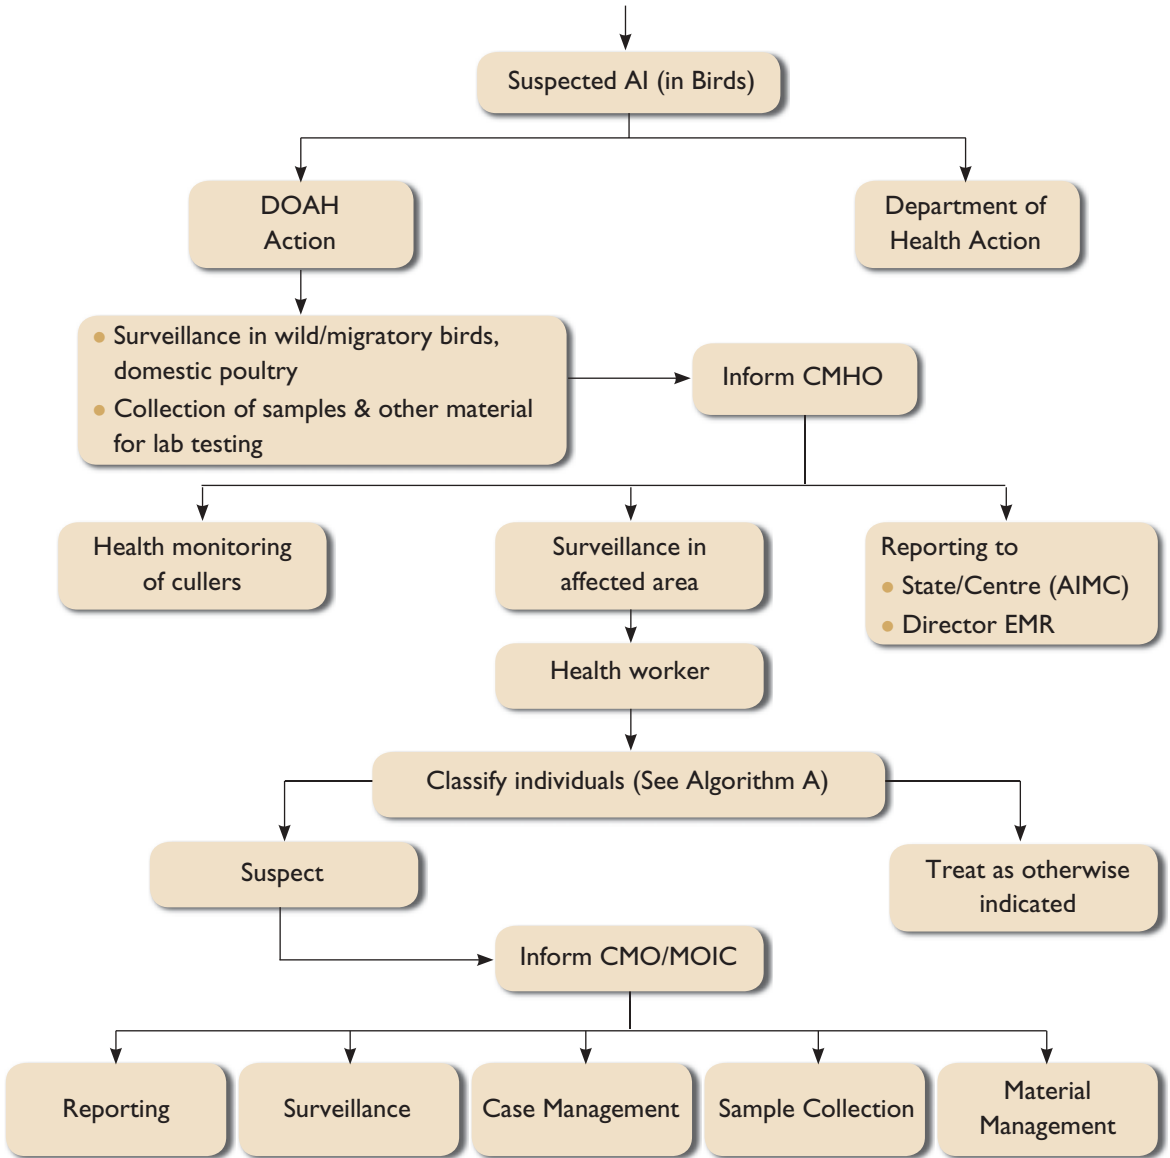 Suspected AI (in Birds)
DOAH
Action
Department of
Health Action
• Surveillance in wild/migratory birds,
domestic poultry
• Collection of samples & other material
for lab testing
Inform CMHO
Health monitoring
of cullers
Surveillance in
affected area
Reporting to
• State/Centre (AIMC)
• Director EMR
Health worker
Classify individuals (See Algorithm A)
Suspect
Treat as otherwise
indicated
Inform CMO/MOIC
Reporting
Surveillance
Case Management
Sample Collection
Material
Management